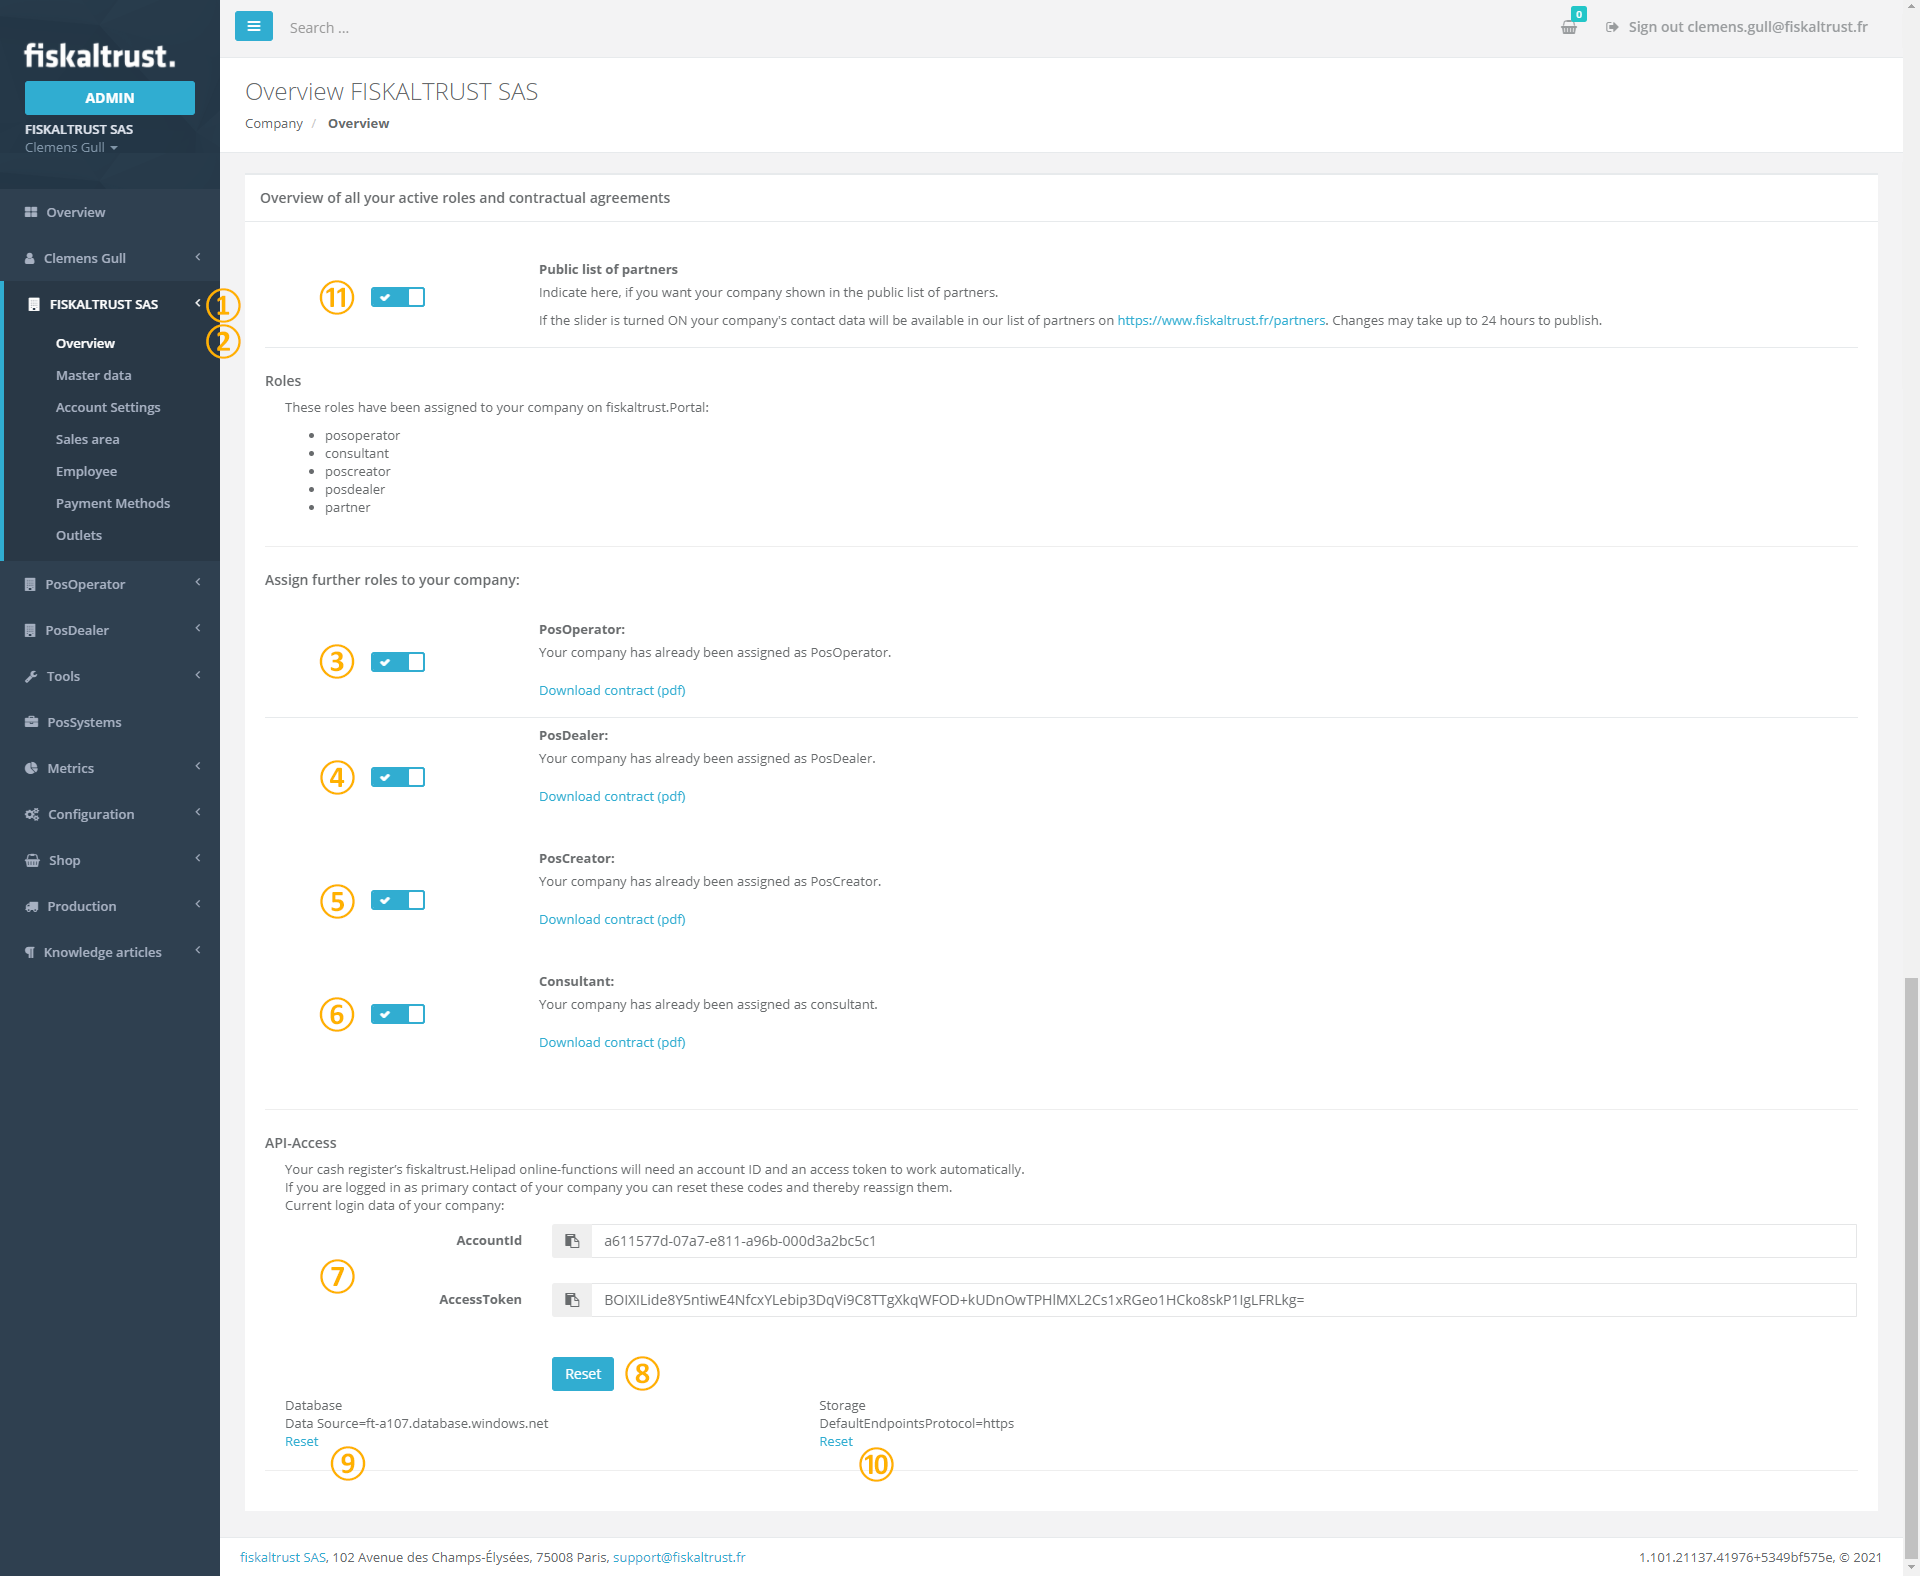 fiskaltrust.
ADMIN
FISKALTRUST SAS
Clemens Gull
Overview
Clemens Gull
FISKALTRUST SAS
①
Overview
②
Master data
Account Settings
Sales area
Employee
Payment Methods
Outlets
PosOperator
PosDealer
Tools
PosSystems
Metrics
Configuration
Shop
Production
Knowledge articles
Search ...
0
Sign out clemens.gull@fiskaltrust.fr
Overview FISKALTRUST SAS
Company / Overview
Overview of all your active roles and contractual agreements
⑪
Public list of partners
Indicate here, if you want your company shown in the public list of partners.
If the slider is turned ON your company's contact data will be available in our list of partners on https://www.fiskaltrust.fr/partners. Changes may take up to 24 hours to publish.
Roles
These roles have been assigned to your company on fiskaltrust.Portal:
posoperator
consultant
poscreator
posdealer
partner
Assign further roles to your company:
③
PosOperator:
Your company has already been assigned as PosOperator.
Download contract (pdf)
④
PosDealer:
Your company has already been assigned as PosDealer.
Download contract (pdf)
⑤
PosCreator:
Your company has already been assigned as PosCreator.
Download contract (pdf)
⑥
Consultant:
Your company has already been assigned as consultant.
Download contract (pdf)
API-Access
Your cash register's fiskaltrust.Helipad online-functions will need an account ID and an access token to work automatically.
If you are logged in as primary contact of your company you can reset these codes and thereby reassign them.
Current login data of your company:
AccountId a611577d-07a7-e811-a96b-000d3a2bc5c1
⑦
AccessToken BOIXILide8Y5ntiwE4NfcxYLebip3DqVi9C8TTgXkqWFOD+kUDnOwTPHlMXL2Cs1xRGeo1HCko8skP1IgLFRLkg=
Reset ⑧
Database
Data Source=ft-a107.database.windows.net
Reset
⑨
Storage
DefaultEndpointsProtocol=https
Reset
⑩
fiskaltrust SAS, 102 Avenue des Champs-Élysées, 75008 Paris, support@fiskaltrust.fr
1.101.21137.41976+5349bf575e, © 2021